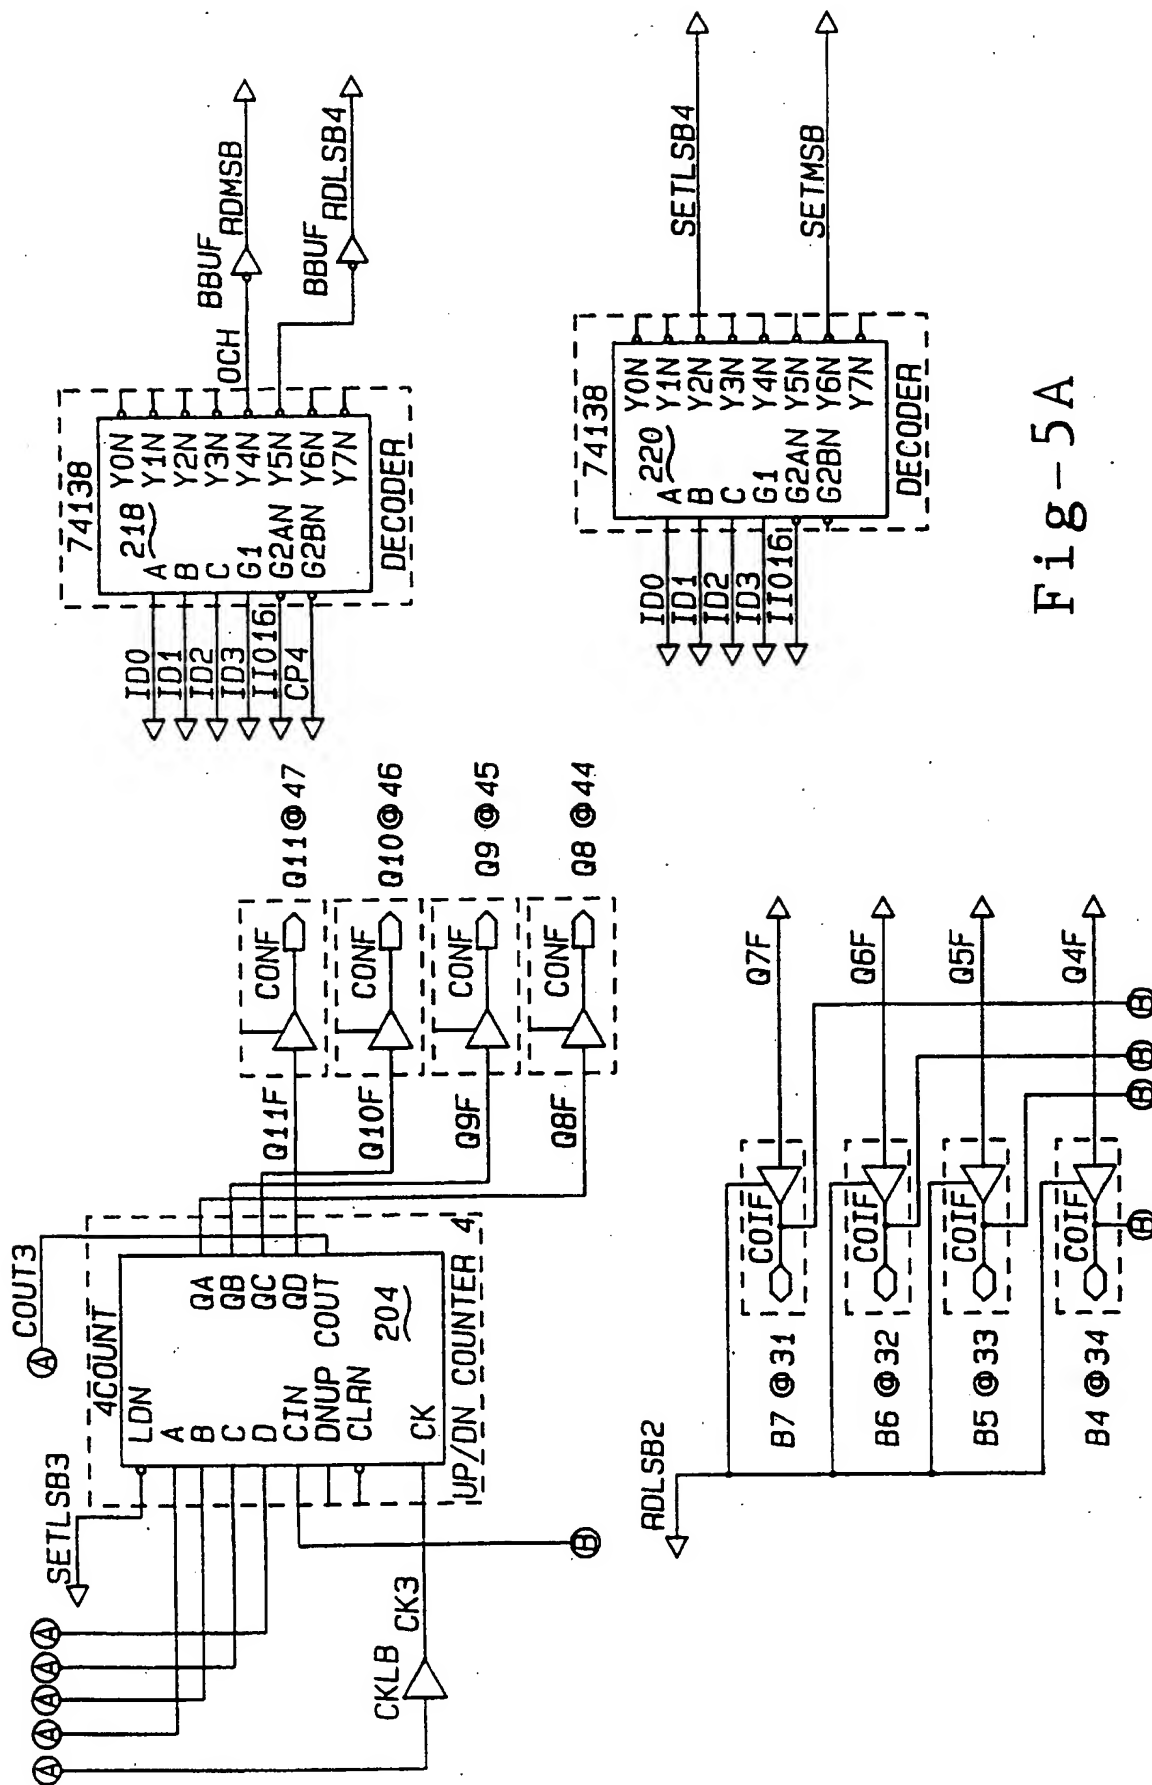 COUT3
A
SETLSB3
A
A
A
A
A
4COUNT
LDN
A
B
C
D
CIN
DNUP
CLRN
CK
QA
QB
QC
QD
COUT
204
UP/DN COUNTER 4
CKLB
CK3
B
Q11F
CONF
Q11@47
Q10F
CONF
Q10@46
Q9F
CONF
Q9@45
Q8F
CONF
Q8@44
74138
218
A
B
C
G1
G2AN
G2BN
Y0N
Y1N
Y2N
Y3N
Y4N
Y5N
Y6N
Y7N
DECODER
ID0
ID1
ID2
ID3
IIO16
CP4
OCH
BBUF
RDMSB
BBUF
RDLSB4
RDLSB2
B7@31
COIF
Q7F
B6@32
COIF
Q6F
B5@33
COIF
Q5F
B4@34
COIF
Q4F
B
B
B
B
74138
220
A
B
C
G1
G2AN
G2BN
Y0N
Y1N
Y2N
Y3N
Y4N
Y5N
Y6N
Y7N
DECODER
ID0
ID1
ID2
ID3
IIO16
SETLSB4
SETMSB
Fig-5A